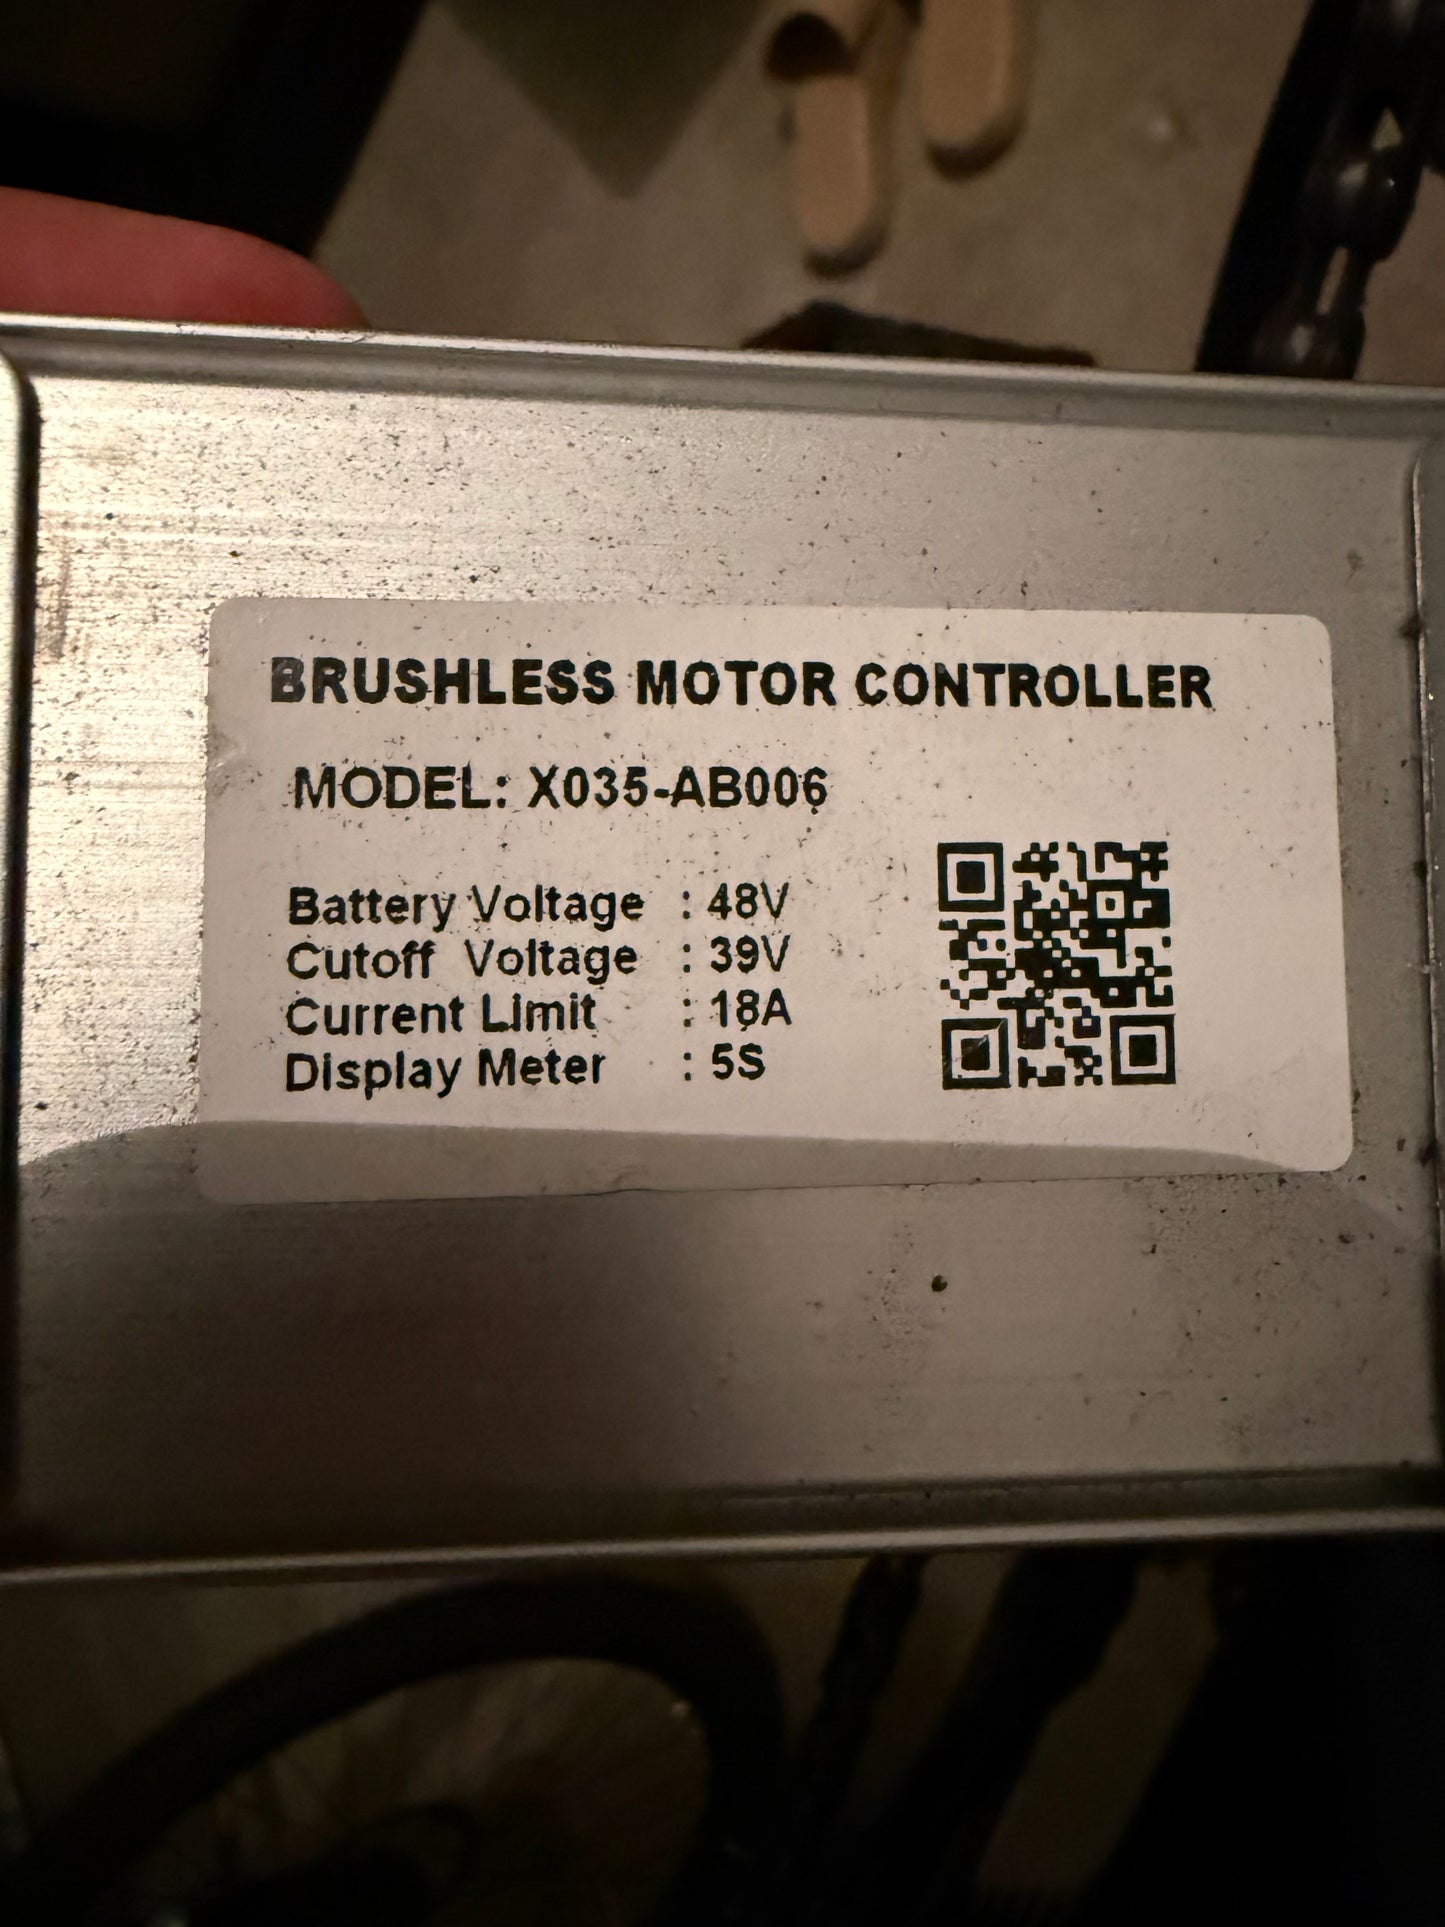 BRUSHLESS MOTOR CONTROLLER
MODEL: X035-AB006
Battery Voltage : 48V
Cutoff Voltage : 39V
Current Limit : 18A
Display Meter : 5S